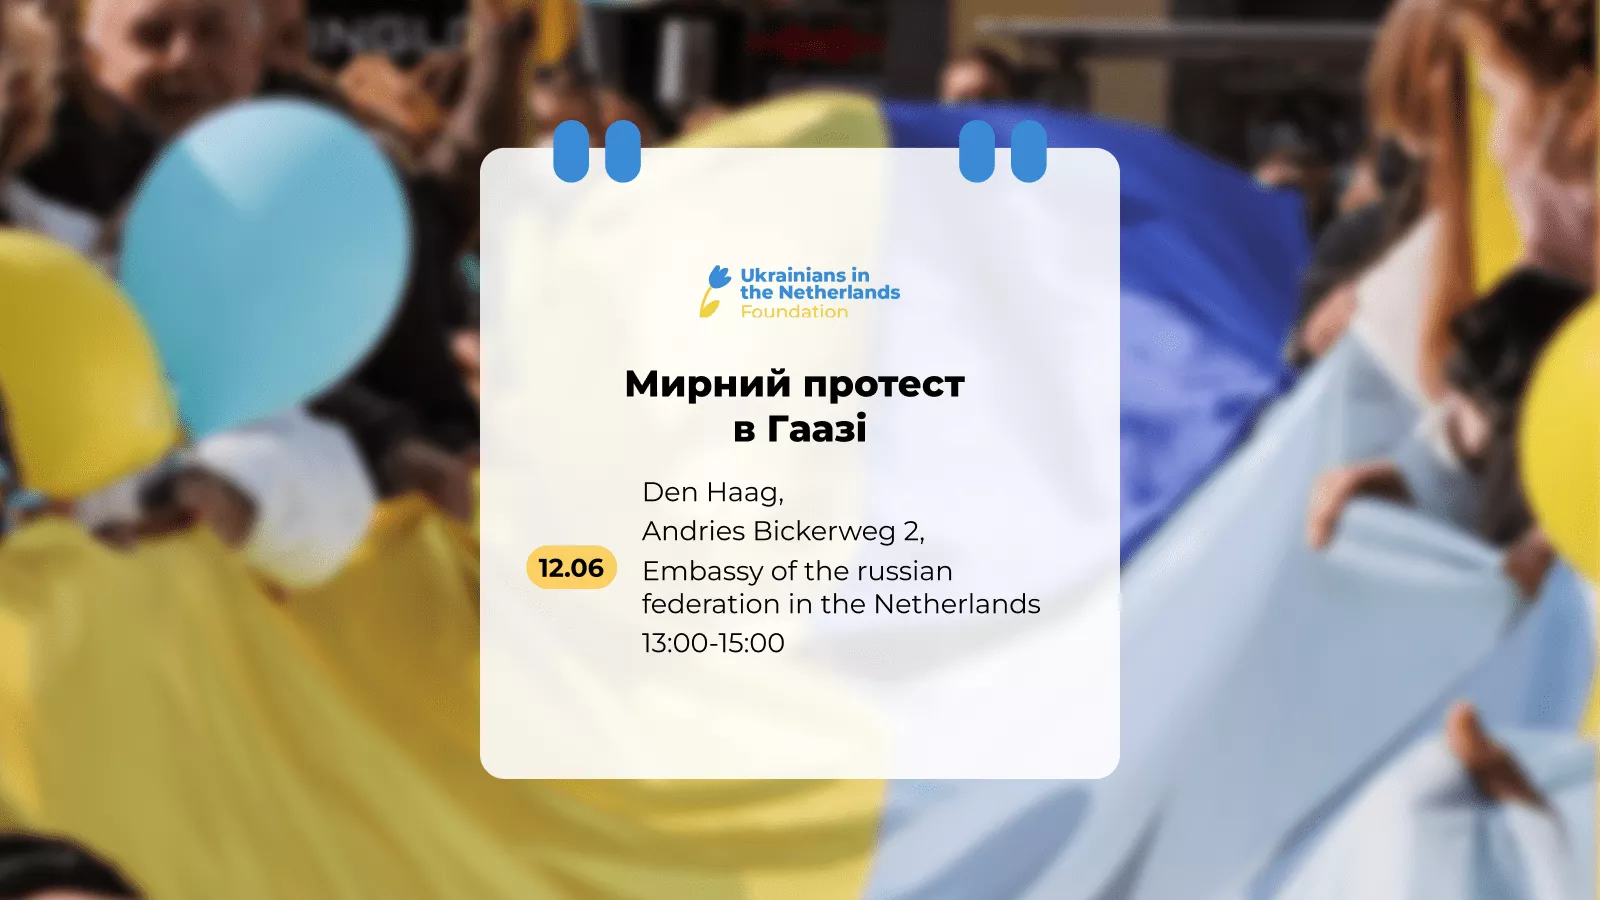 Ukrainians in
the Netherlands
Foundation
Мирний протест
в Гаазі
12.06
Den Haag,
Andries Bickerweg 2,
Embassy of the russian
federation in the Netherlands
13:00-15:00